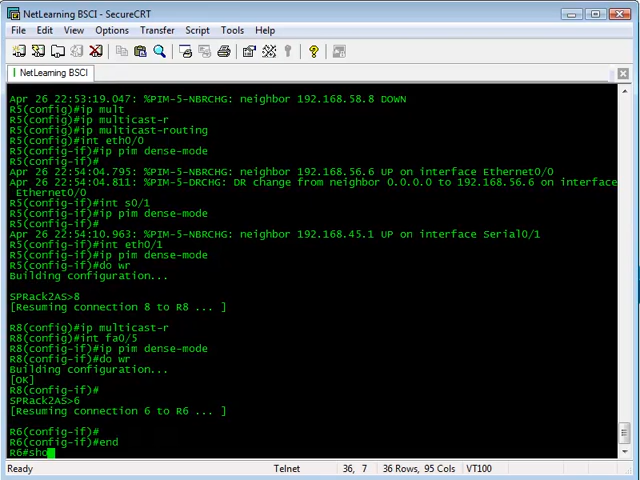 NetLearning BSCI - SecureCRT
File Edit View Options Transfer Script Tools Help
NetLearning BSCI
Apr 26 22:53:19.047: %PIM-5-NBRCHG: neighbor 192.168.58.8 DOWN
R5(config)#ip mult
R5(config)#ip multicast-r
R5(config)#ip multicast-routing
R5(config)#int eth0/0
R5(config-if)#ip pim dense-mode
R5(config-if)#
Apr 26 22:54:04.795: %PIM-5-NBRCHG: neighbor 192.168.56.6 UP on interface Ethernet0/0
Apr 26 22:54:04.811: %PIM-5-DRCHG: DR change from neighbor 0.0.0.0 to 192.168.56.6 on interface
Ethernet0/0
R5(config-if)#int s0/1
R5(config-if)#ip pim dense-mode
R5(config-if)#
Apr 26 22:54:10.963: %PIM-5-NBRCHG: neighbor 192.168.45.1 UP on interface Serial0/1
R5(config-if)#int eth0/1
R5(config-if)#ip pim dense-mode
R5(config-if)#do wr
Building configuration...
SPRack2AS>8
[Resuming connection 8 to R8 ... ]
R8(config)#ip multicast-r
R8(config)#int fa0/5
R8(config-if)#ip pim dense-mode
R8(config-if)#do wr
Building configuration...
[OK]
R8(config-if)#
SPRack2AS>6
[Resuming connection 6 to R6 ... ]
R6(config-if)#
R6(config-if)#end
R6#sho
Ready Telnet 36, 7 36 Rows, 95 Cols VT100